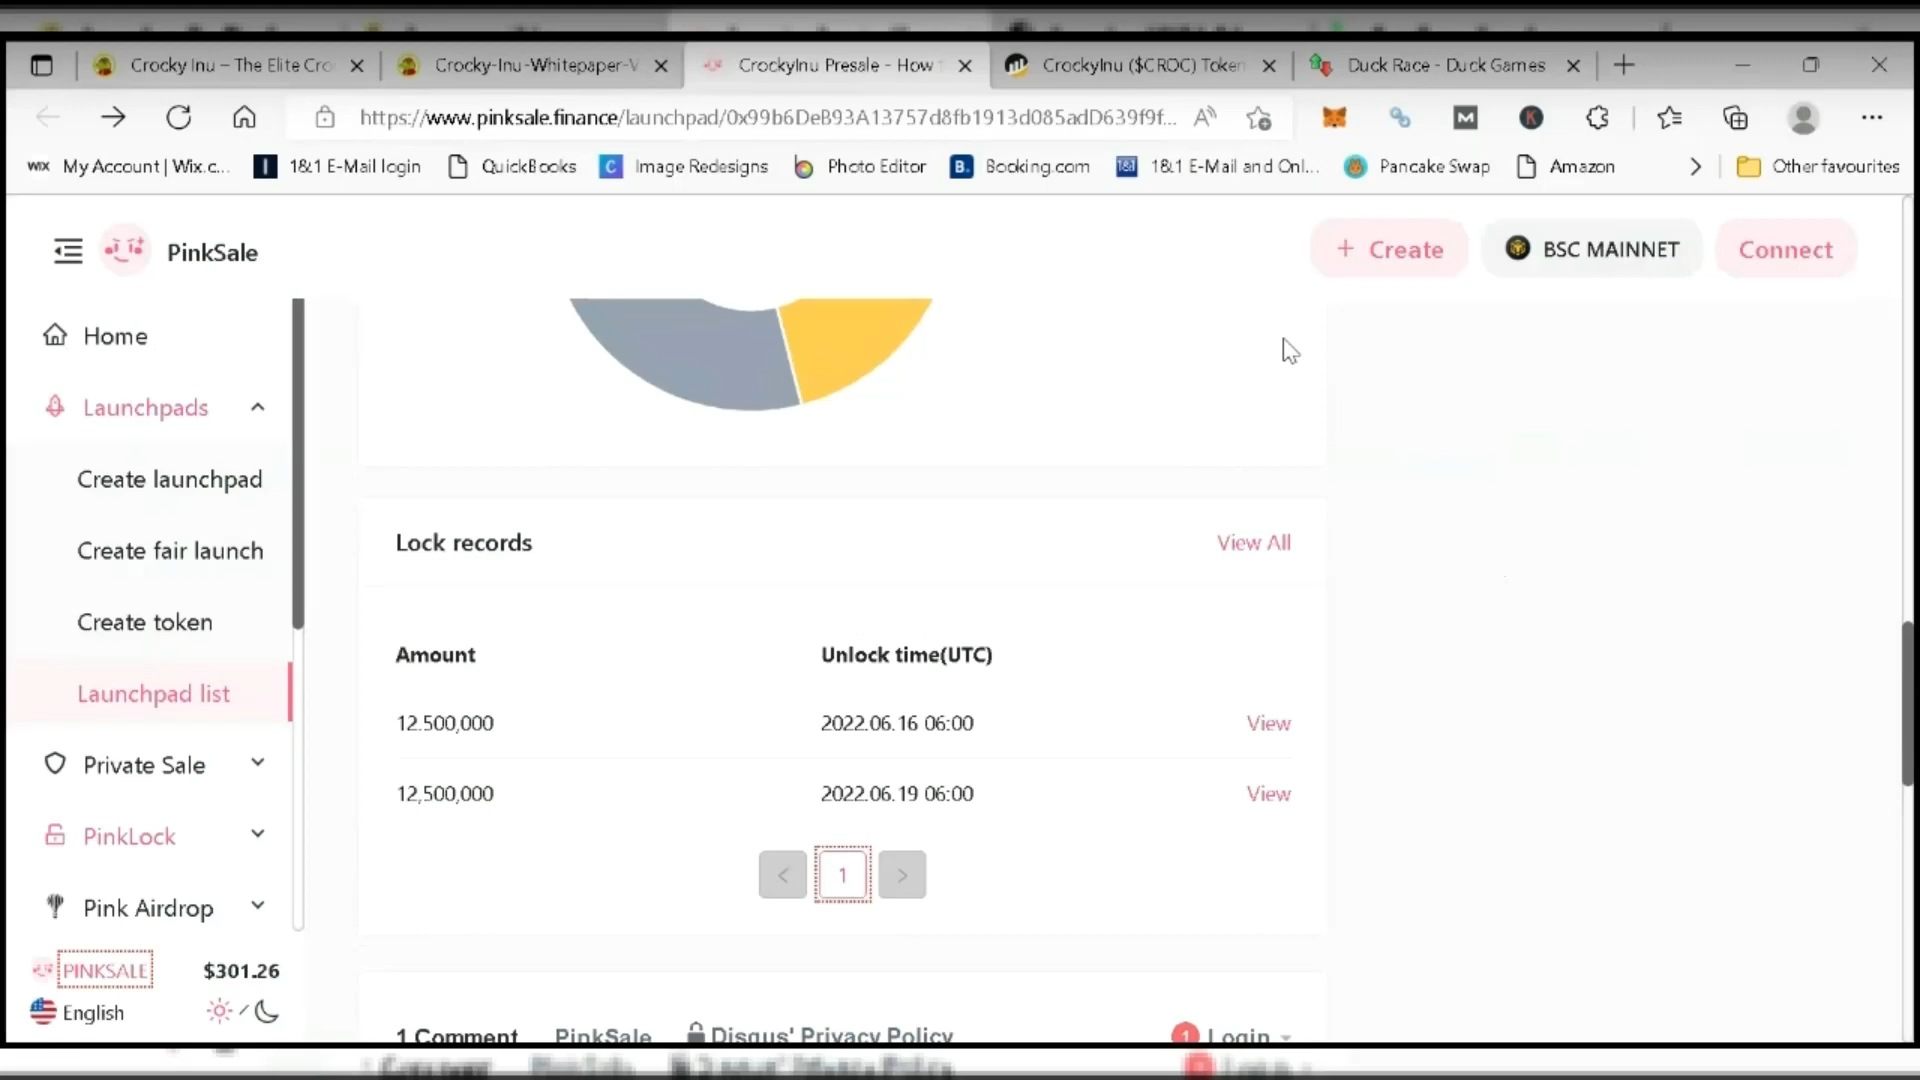 Crocky Inu – The Elite Cro
Crocky-Inu-Whitepaper-V
CrockyInu Presale - How
CrockyInu ($CROC) Token
Duck Race - Duck Games
https://www.pinksale.finance/launchpad/0x99b6DeB93A13757d8fb1913d085adD639f9f...
WIX My Account | Wix.c...
1&1 E-Mail login
QuickBooks
Image Redesigns
Photo Editor
Booking.com
1&1 E-Mail and Onl...
Pancake Swap
Amazon
Other favourites
PinkSale
+ Create
BSC MAINNET
Connect
Home
Launchpads
Create launchpad
Create fair launch
Create token
Launchpad list
Private Sale
PinkLock
Pink Airdrop
PINKSALE $301.26
English
Lock records
View All
Amount Unlock time(UTC)
12,500,000 2022.06.16 06:00 View
12,500,000 2022.06.19 06:00 View
< 1 >
1 Comment PinkSale Disqus' Privacy Policy 1 Login